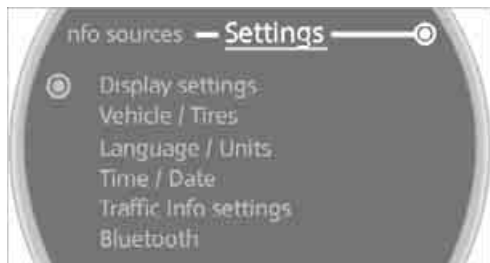 nfo sources Settings
Display settings
Vehicle / Tires
Language / Units
Time / Date
Traffic Info settings
Bluetooth